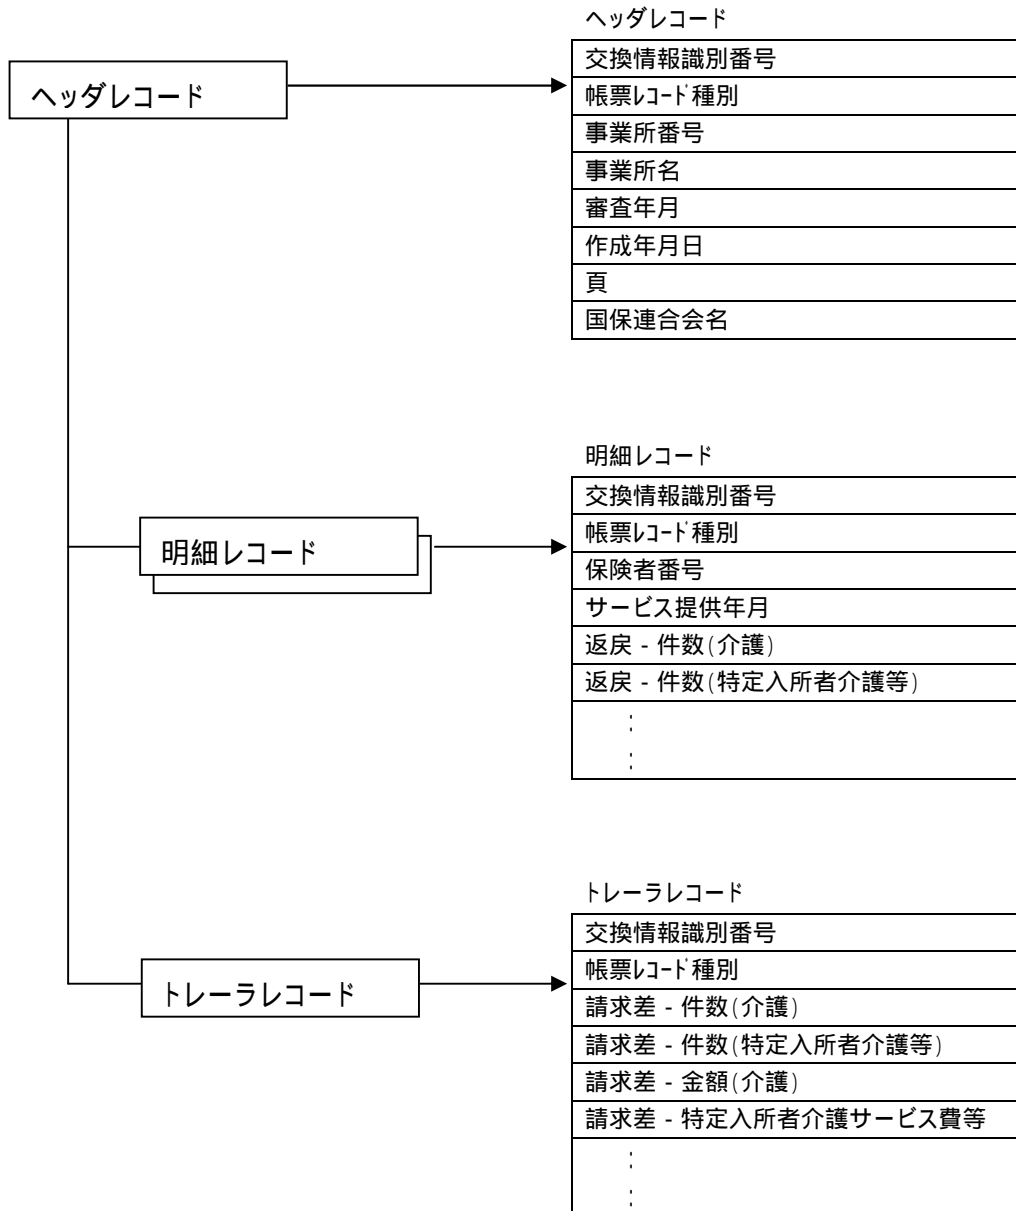 ヘッダレコード
ヘッダレコード
交換情報識別番号
帳票ﾚｺｰﾄﾞ種別
事業所番号
事業所名
審査年月
作成年月日
頁
国保連合会名
明細レコード
明細レコード
交換情報識別番号
帳票ﾚｺｰﾄﾞ種別
保険者番号
サービス提供年月
返戻 - 件数(介護)
返戻 - 件数(特定入所者介護等)
:
:
トレーラレコード
トレーラレコード
交換情報識別番号
帳票ﾚｺｰﾄﾞ種別
請求差 - 件数(介護)
請求差 - 件数(特定入所者介護等)
請求差 - 金額(介護)
請求差 - 特定入所者介護サービス費等
:
: